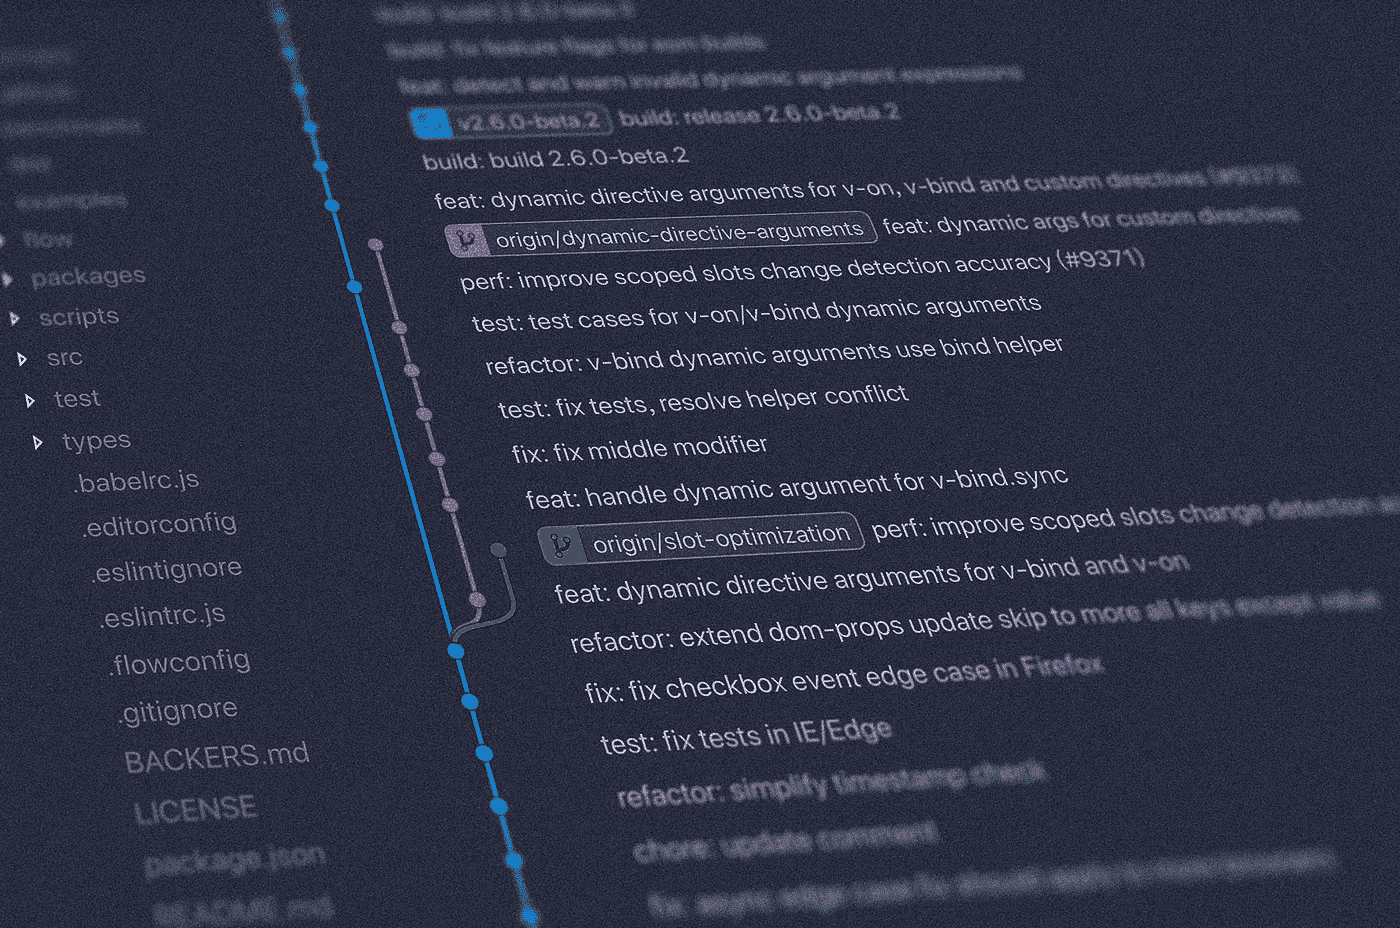 examples
flow
packages
scripts
src
test
types
.babelrc.js
.editorconfig
.eslintignore
.eslintrc.js
.flowconfig
.gitignore
BACKERS.md
LICENSE
package.json
README.md
build: fix feature flags for esm builds
feat: detect and warn invalid dynamic argument expressions
v2.6.0-beta.2 build: release 2.6.0-beta.2
build: build 2.6.0-beta.2
feat: dynamic directive arguments for v-on, v-bind and custom directives (#9373)
origin/dynamic-directive-arguments feat: dynamic args for custom directives
perf: improve scoped slots change detection accuracy (#9371)
test: test cases for v-on/v-bind dynamic arguments
refactor: v-bind dynamic arguments use bind helper
test: fix tests, resolve helper conflict
fix: fix middle modifier
feat: handle dynamic argument for v-bind.sync
origin/slot-optimization perf: improve scoped slots change detection
feat: dynamic directive arguments for v-bind and v-on
refactor: extend dom-props update skip to more all keys except value
fix: fix checkbox event edge case in Firefox
test: fix tests in IE/Edge
refactor: simplify timestamp check
chore: update comment
fix: async edge case fix should apply to more